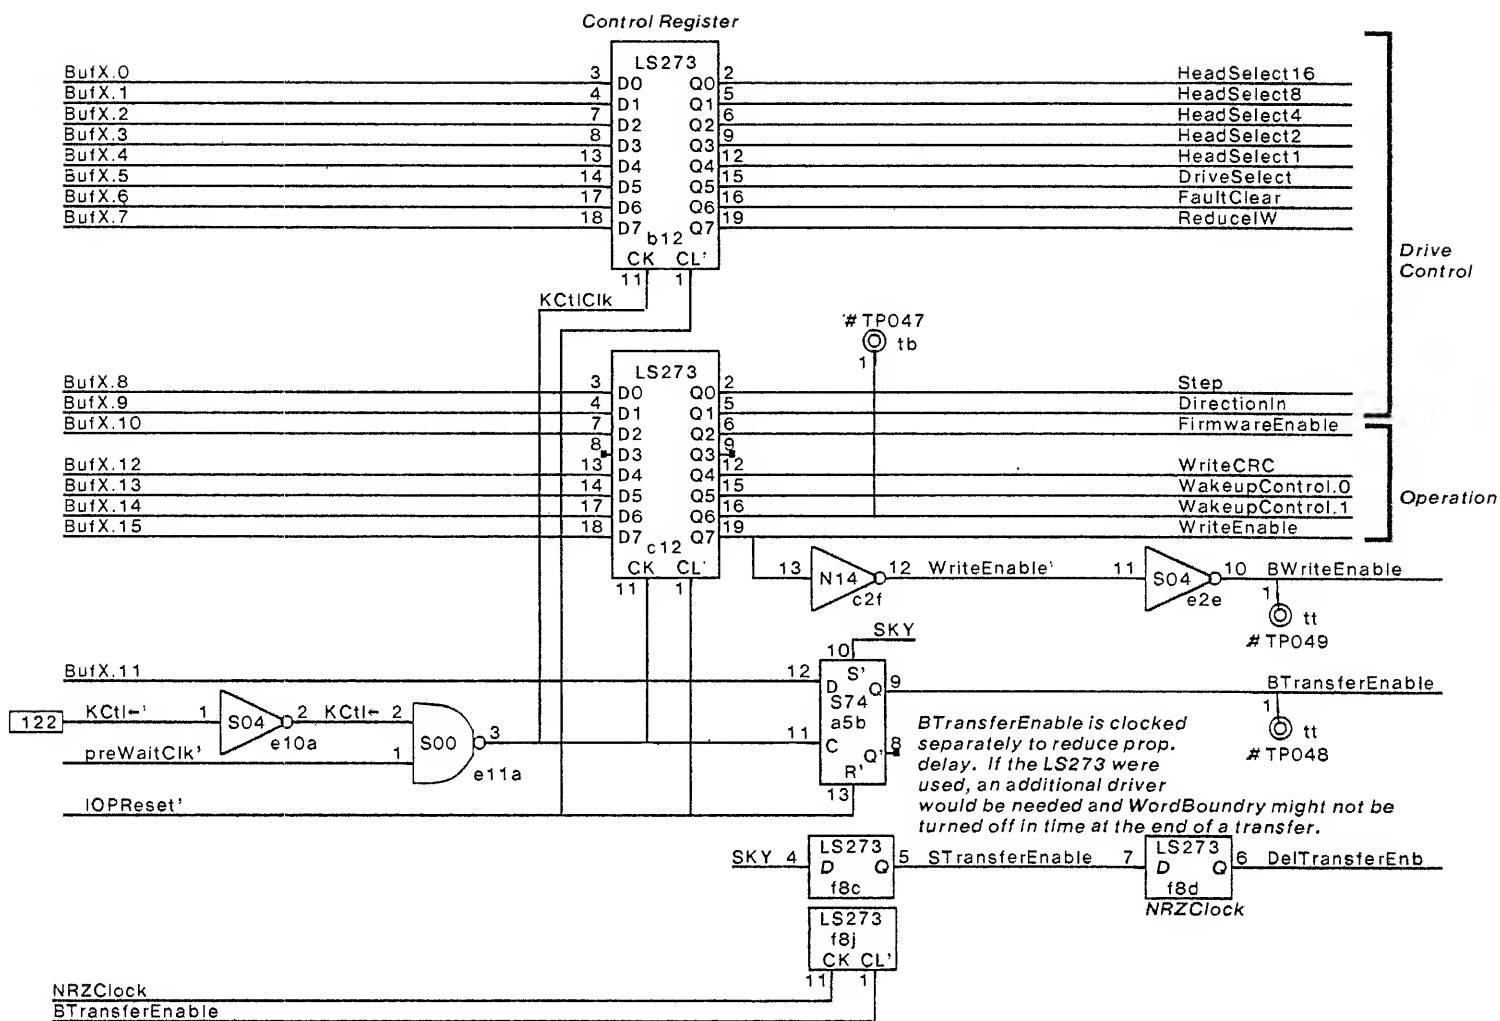 Control Register
LS273
BufX.0 3 D0 Q0 2 HeadSelect16
BufX.1 4 D1 Q1 5 HeadSelect8
BufX.2 7 D2 Q2 6 HeadSelect4
BufX.3 8 D3 Q3 9 HeadSelect2
BufX.4 13 D4 Q4 12 HeadSelect1
BufX.5 14 D5 Q5 15 DriveSelect
BufX.6 17 D6 Q6 16 FaultClear
BufX.7 18 D7 Q7 19 ReduceIW
b12
CK CL'
11 1
Drive
Control
KCtlClk
# TP047
tb
1
LS273
BufX.8 3 D0 Q0 2 Step
BufX.9 4 D1 Q1 5 DirectionIn
BufX.10 7 D2 Q2 6 FirmwareEnable
8 D3 Q3 9
BufX.12 13 D4 Q4 12 WriteCRC
BufX.13 14 D5 Q5 15 WakeupControl.0
BufX.14 17 D6 Q6 16 WakeupControl.1
BufX.15 18 D7 Q7 19 WriteEnable
Operation
c12
CK CL'
11 1
13 N14 12 WriteEnable' 11 S04 10 BWriteEnable
c2f e2e
1 tt
# TP049
SKY
10
BufX.11 12 D S' Q 9 BTransferEnable
S74
a5b
122 KCtl←' 1 S04 2 KCtl← 2
e10a
S00 3 11 C Q' 8
preWaitClk' 1
e11a
R'
13
IOPReset'
1 tt
# TP048
BTransferEnable is clocked
separately to reduce prop.
delay. If the LS273 were
used, an additional driver
would be needed and WordBoundry might not be
turned off in time at the end of a transfer.
LS273 LS273
SKY 4 D Q 5 STransferEnable 7 D Q 6 DelTransferEnb
f8c f8d
NRZClock
LS273
f8j
CK CL'
11 1
NRZClock
BTransferEnable